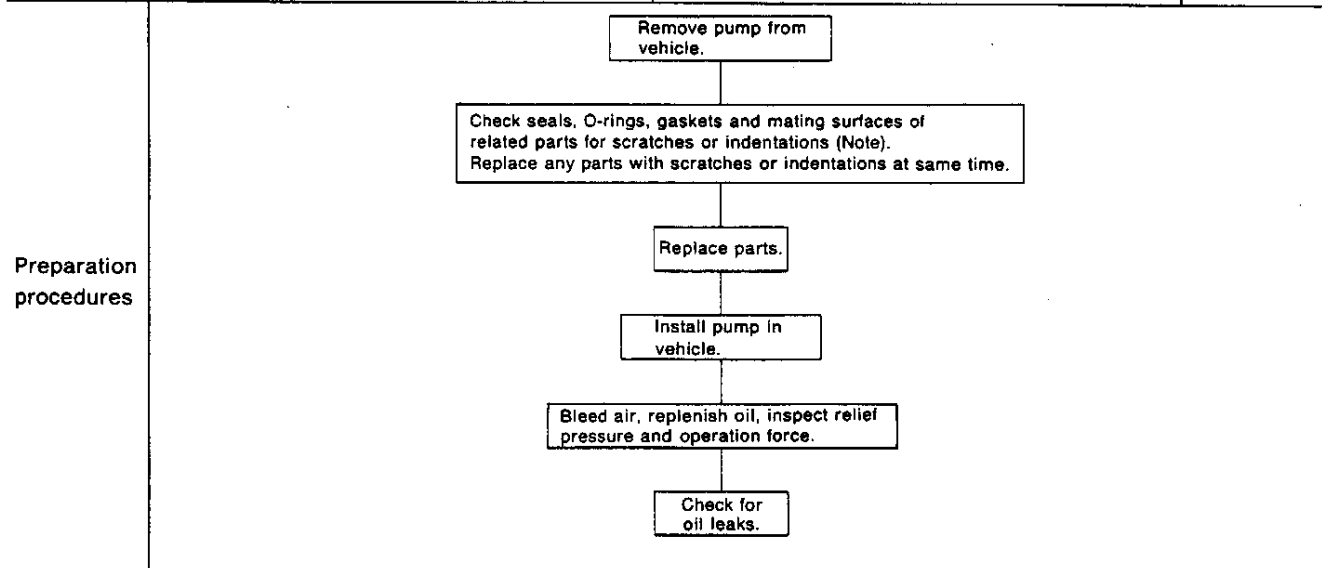 Remove pump from
vehicle.
Check seals, O-rings, gaskets and mating surfaces of
related parts for scratches or indentations (Note).
Replace any parts with scratches or indentations at same time.
Replace parts.
Preparation
procedures
Install pump in
vehicle.
Bleed air, replenish oil, inspect relief
pressure and operation force.
Check for
oil leaks.